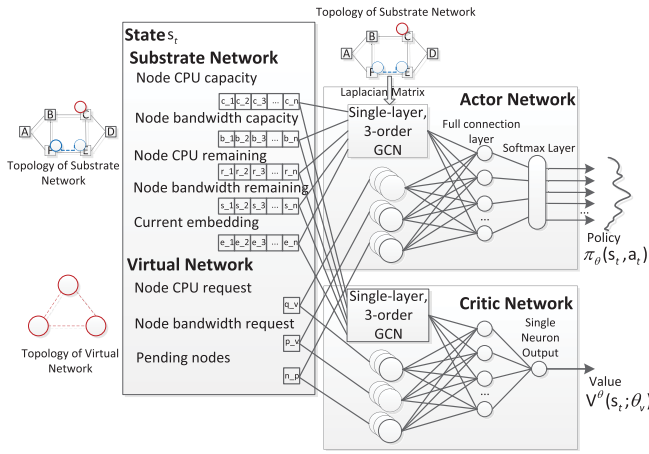 Topology of Substrate Network
B
C
A
D
F
E
Laplacian Matrix
B
C
A
D
F
E
Topology of Substrate
Network
Topology of Virtual
Network
State s_t
Substrate Network
Node CPU capacity
c_1 c_2 c_3 ... c_n
Node bandwidth capacity
b_1 b_2 b_3 ... b_n
Node CPU remaining
r_1 r_2 r_3 ... r_n
Node bandwidth remaining
s_1 s_2 s_3 ... s_n
Current embedding
e_1 e_2 e_3 ... e_n
Virtual Network
Node CPU request
q_v
Node bandwidth request
p_v
Pending nodes
n_p
Actor Network
Single-layer,
3-order
GCN
Full connection
layer
Softmax Layer
...
...
Policy
π_θ(s_t,a_t)
Critic Network
Single-layer,
3-order
GCN
Single
Neuron
Output
...
Value
V^θ(s_t;θ_v)